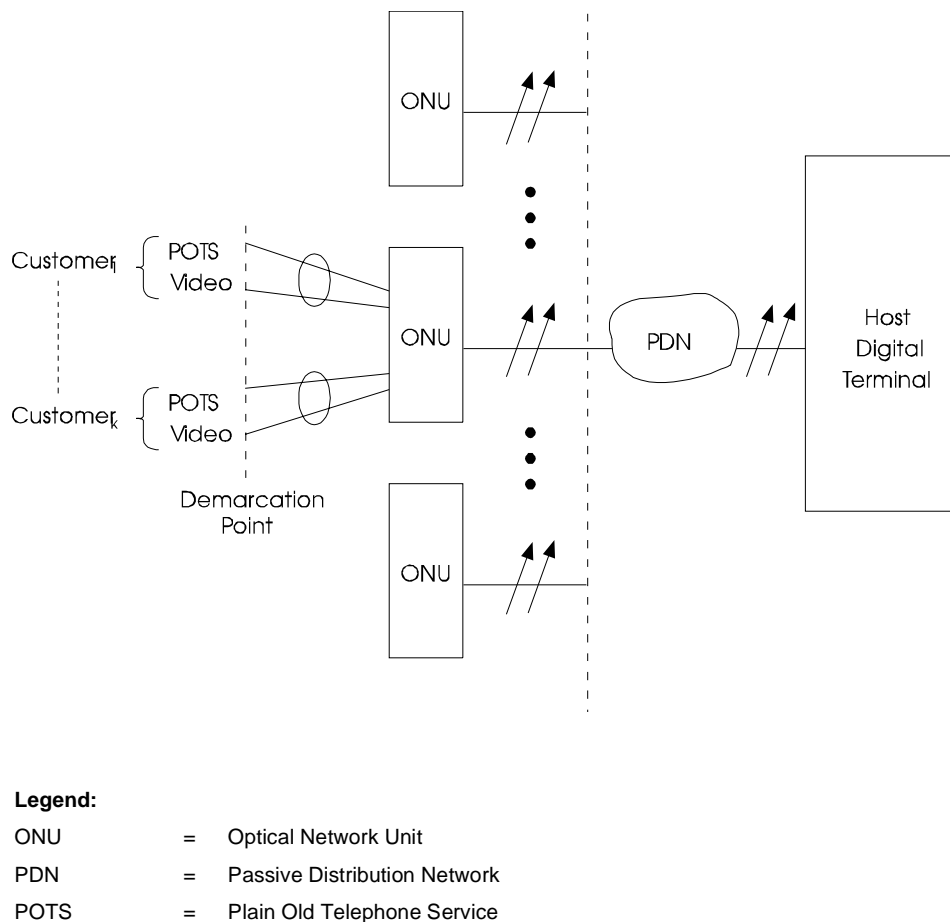 ONU
Customer1
POTS
Video
ONU
PDN
Host
Digital
Terminal
Customerk
POTS
Video
Demarcation
Point
ONU
Legend:
ONU = Optical Network Unit
PDN = Passive Distribution Network
POTS = Plain Old Telephone Service